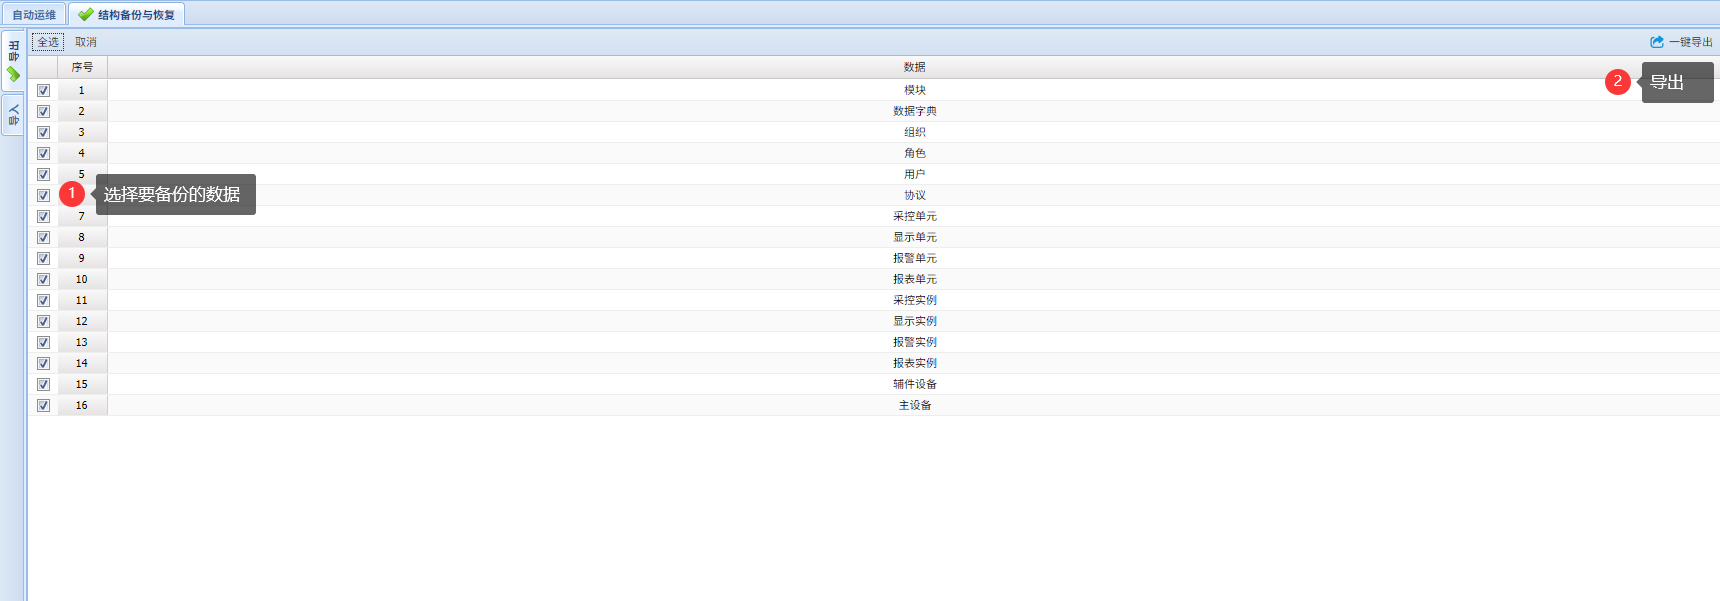 自动运维
结构备份与恢复
导出
导入
全选 取消 一键导出
序号 数据
1 模块
2 数据字典
3 组织
4 角色
5 用户
协议
7 采控单元
8 显示单元
9 报警单元
10 报表单元
11 采控实例
12 显示实例
13 报警实例
14 报表实例
15 辅件设备
16 主设备
1 选择要备份的数据
2 导出